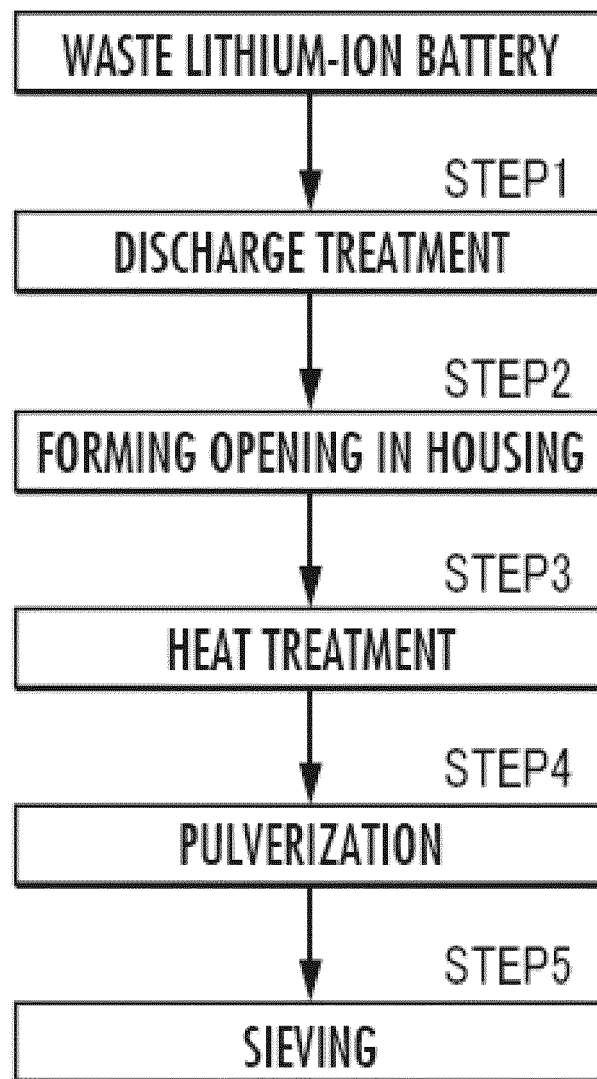 WASTE LITHIUM-ION BATTERY
STEP1
DISCHARGE TREATMENT
STEP2
FORMING OPENING IN HOUSING
STEP3
HEAT TREATMENT
STEP4
PULVERIZATION
STEP5
SIEVING